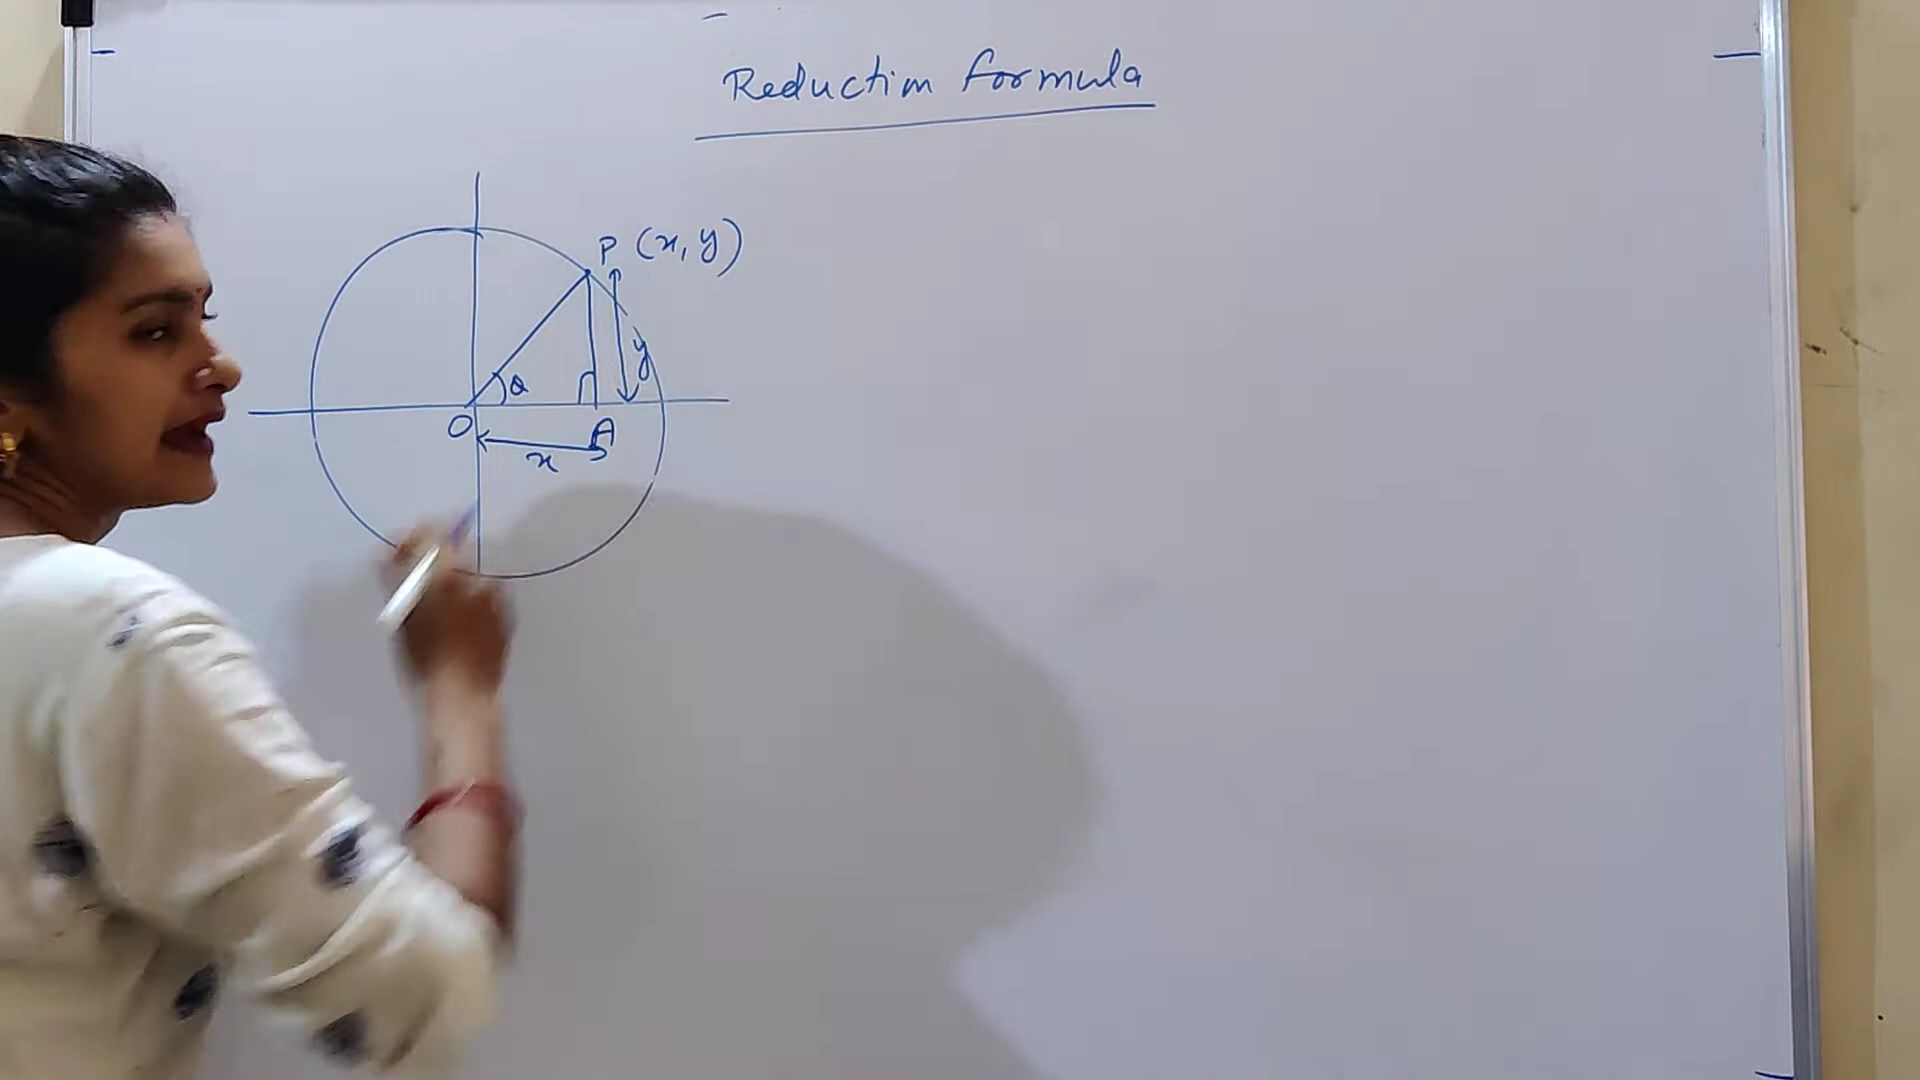 Reduction formula
P (x, y)
y
θ
O
A
x